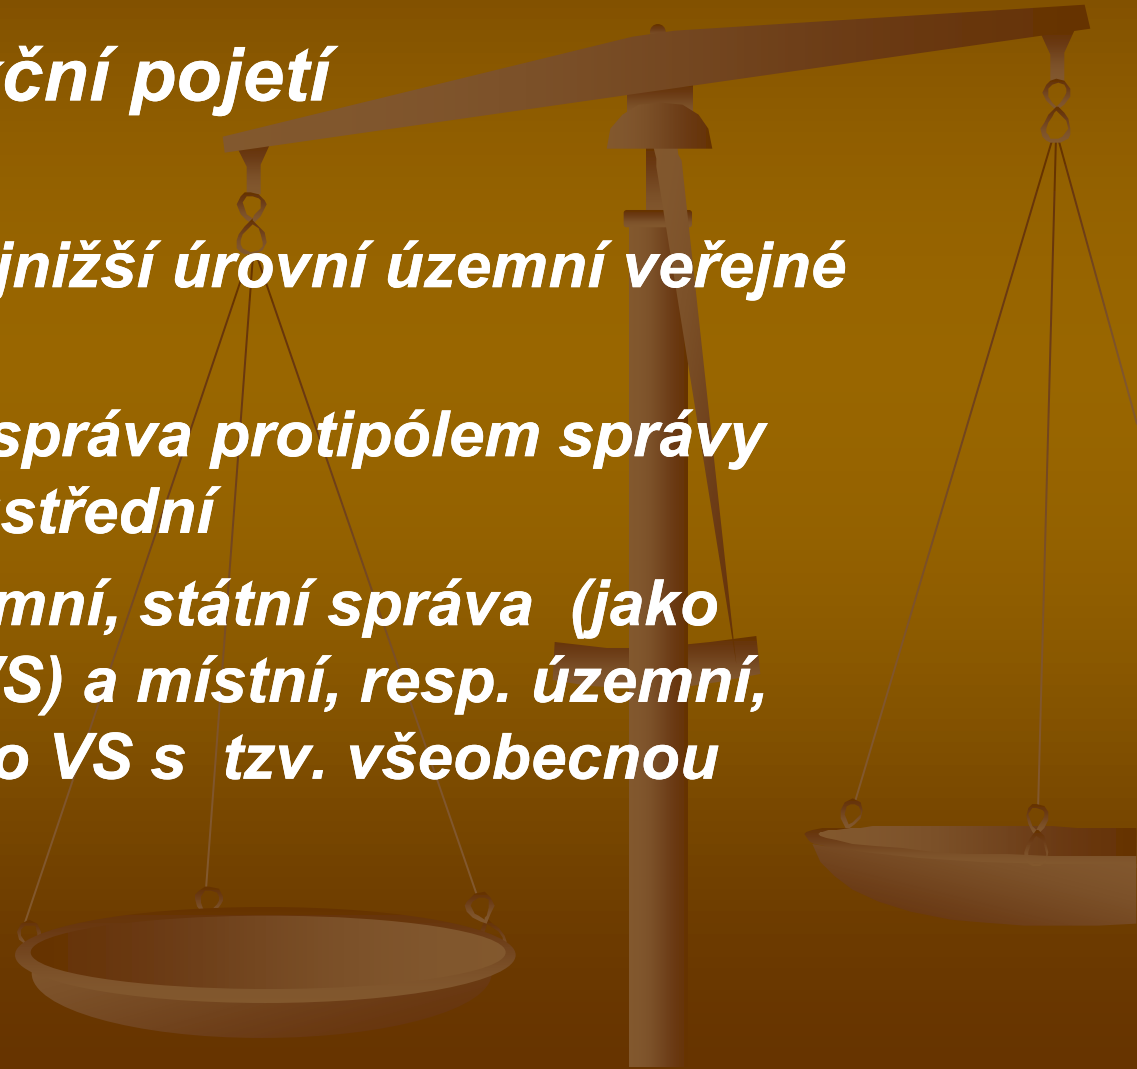 ční pojetí
jnižší úrovní územní veřejné
správa protipólem správy
střední
mní, státní správa (jako
VS) a místní, resp. územní,
o VS s tzv. všeobecnou